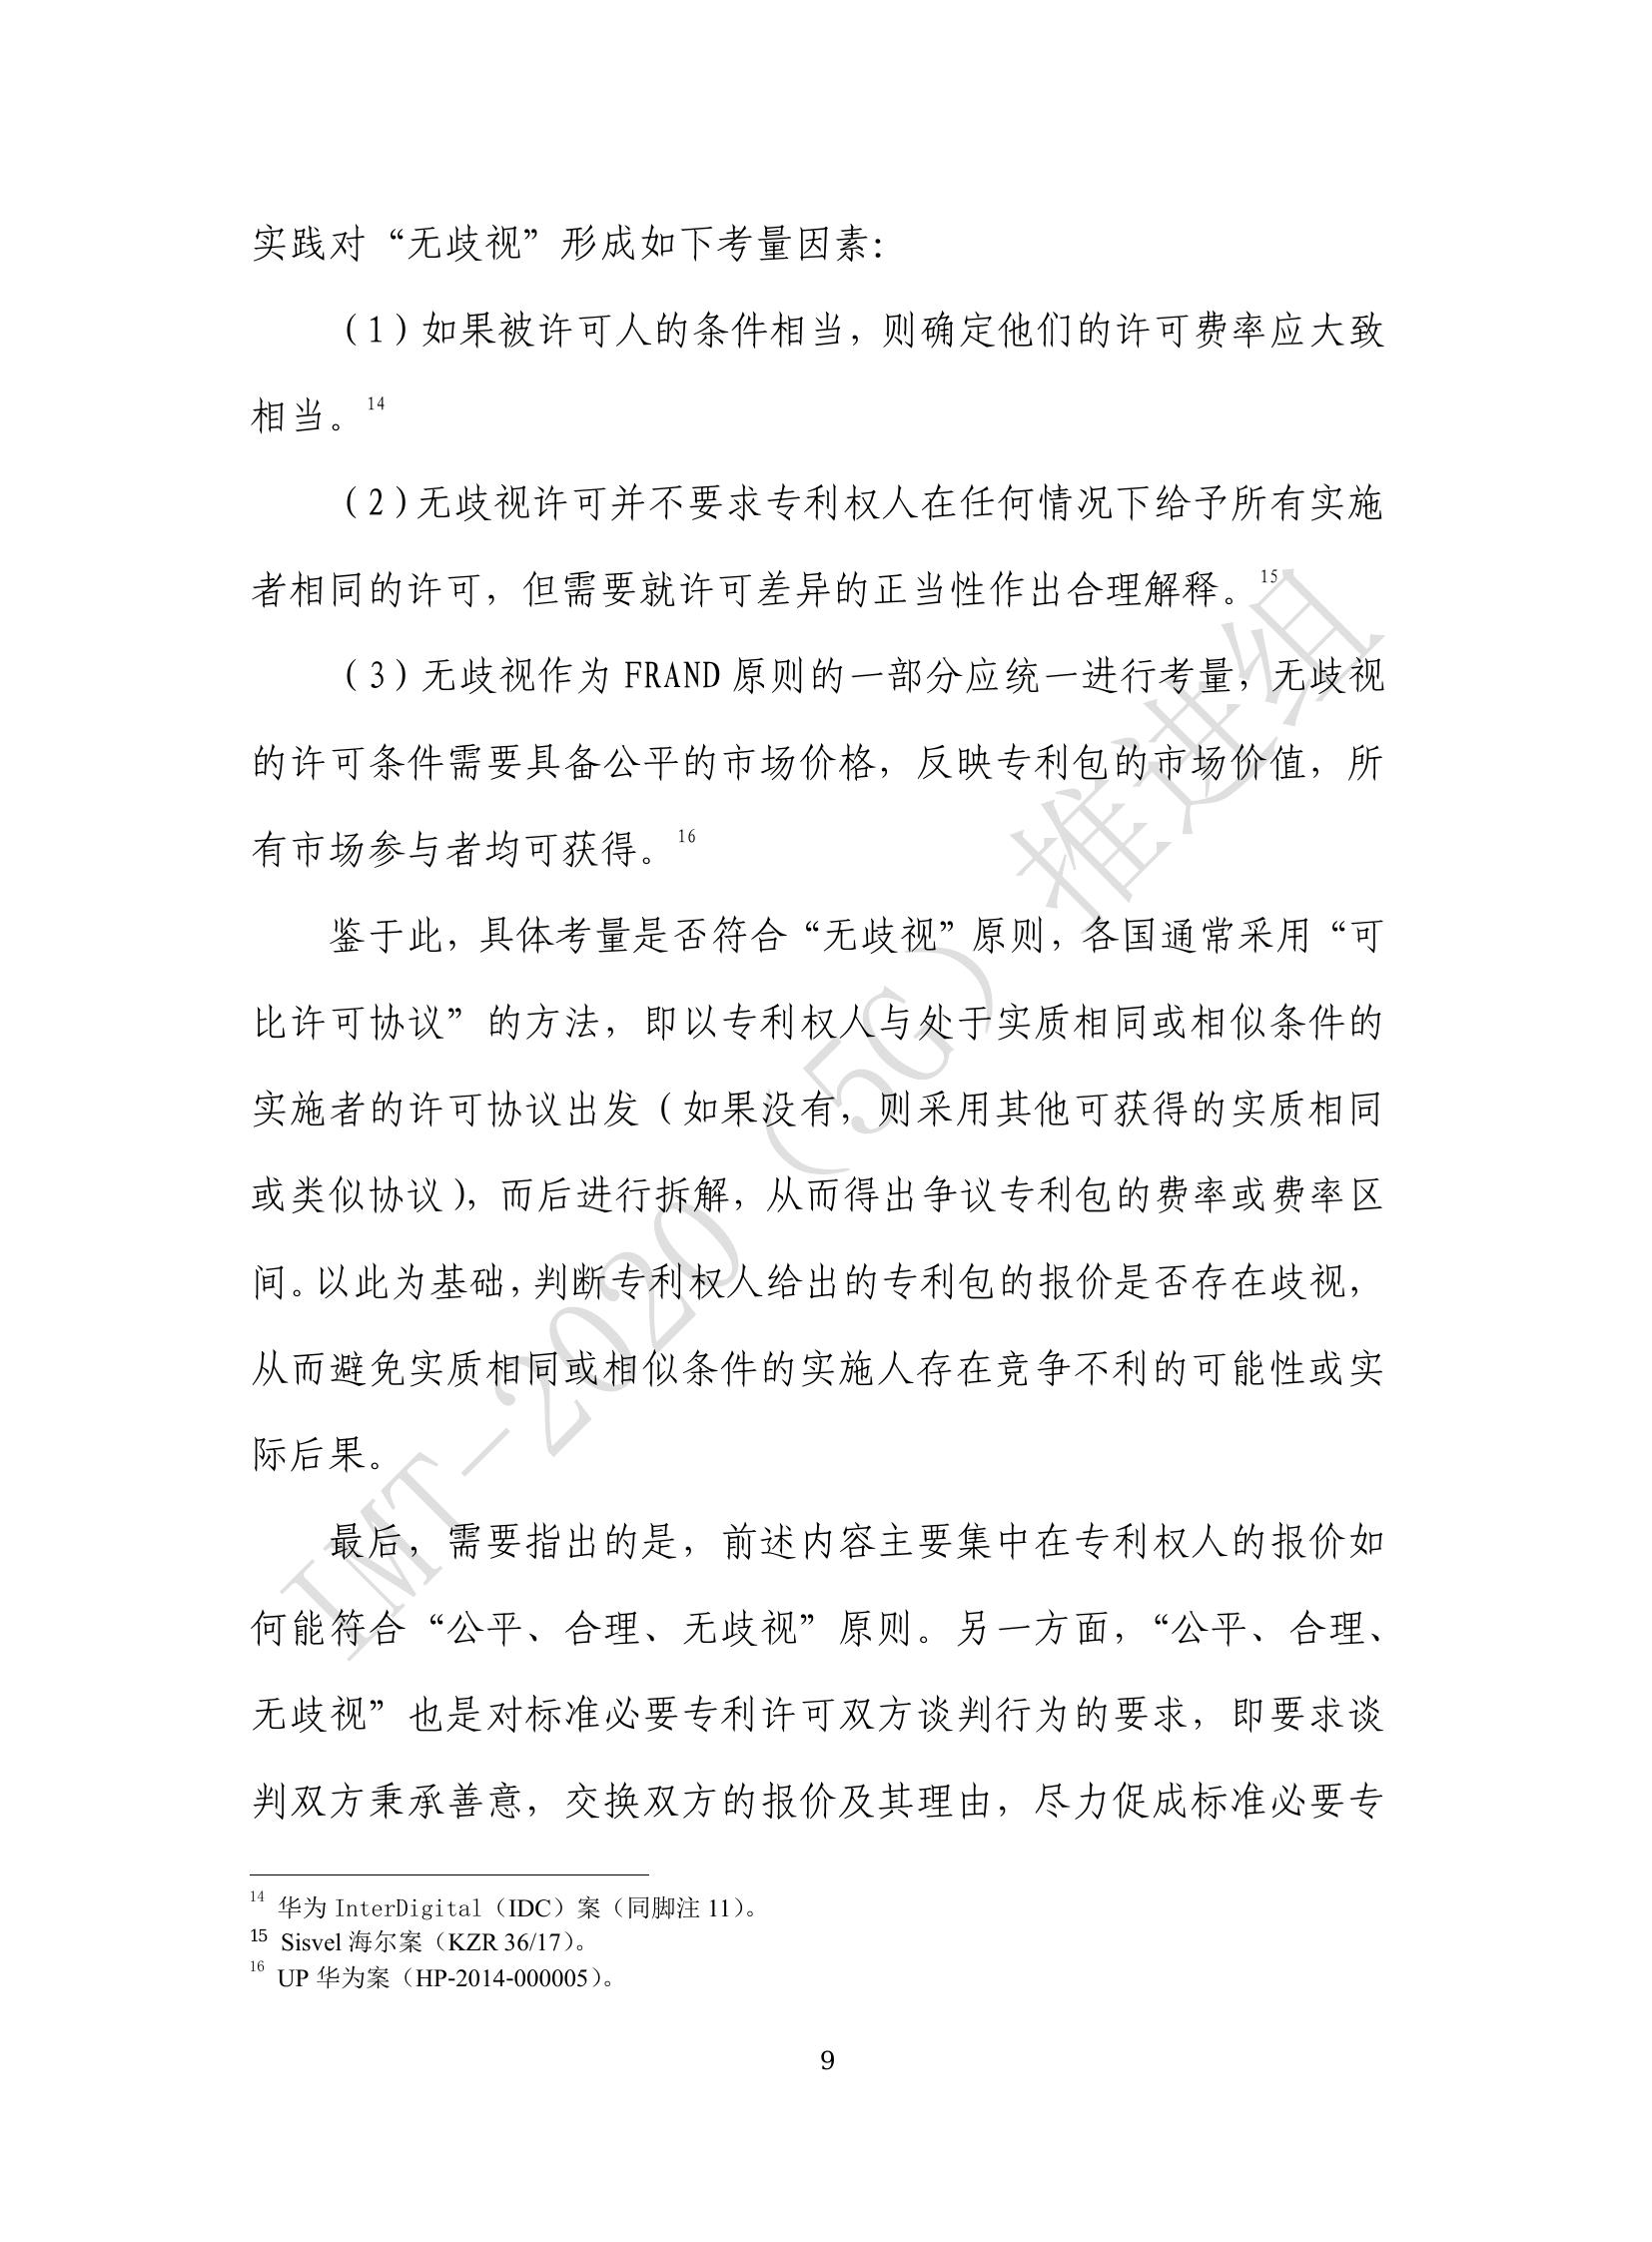 实践对“无歧视”形成如下考量因素：
（1）如果被许可人的条件相当，则确定他们的许可费率应大致
相当。14
（2）无歧视许可并不要求专利权人在任何情况下给予所有实施
者相同的许可，但需要就许可差异的正当性作出合理解释。15
（3）无歧视作为 FRAND 原则的一部分应统一进行考量，无歧视
的许可条件需要具备公平的市场价格，反映专利包的市场价值，所
有市场参与者均可获得。16
鉴于此，具体考量是否符合“无歧视”原则，各国通常采用“可
比许可协议”的方法，即以专利权人与处于实质相同或相似条件的
实施者的许可协议出发（如果没有，则采用其他可获得的实质相同
或类似协议），而后进行拆解，从而得出争议专利包的费率或费率区
间。以此为基础，判断专利权人给出的专利包的报价是否存在歧视，
从而避免实质相同或相似条件的实施人存在竞争不利的可能性或实
际后果。
最后，需要指出的是，前述内容主要集中在专利权人的报价如
何能符合“公平、合理、无歧视”原则。另一方面，“公平、合理、
无歧视”也是对标准必要专利许可双方谈判行为的要求，即要求谈
判双方秉承善意，交换双方的报价及其理由，尽力促成标准必要专
14 华为 InterDigital（IDC）案（同脚注 11）。
15 Sisvel 海尔案（KZR 36/17）。
16 UP 华为案（HP-2014-000005）。
9
IMT-2020（5G）推进组